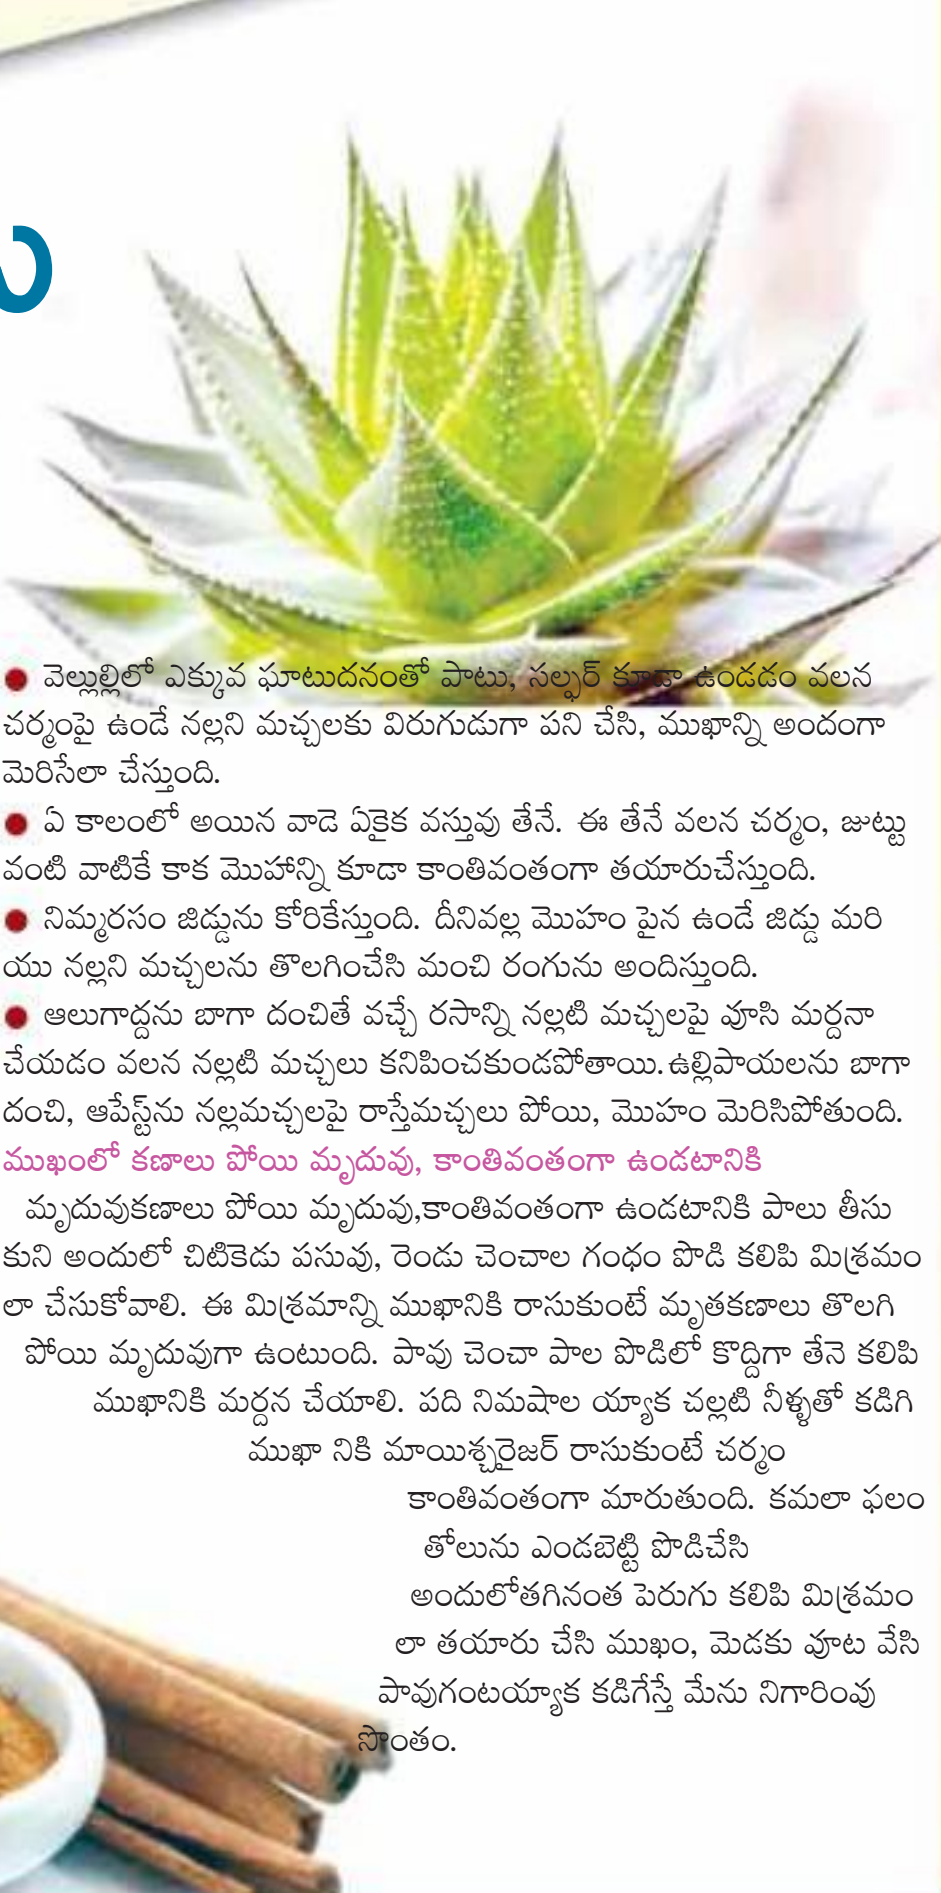 ● వెల్లుల్లిలో ఎక్కువ ఘాటుదనంతో పాటు, సల్ఫర్ కూడా ఉండడం వలన
చర్మంపై ఉండే నల్లని మచ్చలకు విరుగుడుగా పని చేసి, ముఖాన్ని అందంగా
మెరిసేలా చేస్తుంది.
● ఏ కాలంలో అయిన వాడె ఏకైక వస్తువు తేనే. ఈ తేనే వలన చర్మం, జుట్టు
వంటి వాటికే కాక మొహాన్ని కూడా కాంతివంతంగా తయారుచేస్తుంది.
● నిమ్మరసం జిడ్డును కోరికేస్తుంది. దీనివల్ల మొహం పైన ఉండే జిడ్డు మరి
యు నల్లని మచ్చలను తొలగించేసి మంచి రంగును అందిస్తుంది.
● ఆలుగాద్దను బాగా దంచితే వచ్చే రసాన్ని నల్లటి మచ్చలపై వూసి మర్దనా
చేయడం వలన నల్లటి మచ్చలు కనిపించకుండపోతాయి.ఉల్లిపాయలను బాగా
దంచి, ఆపేస్ట్‌ను నల్లమచ్చలపై రాస్తేమచ్చలు పోయి, మొహం మెరిసిపోతుంది.
ముఖంలో కణాలు పోయి మృదువు, కాంతివంతంగా ఉండటానికి
మృదువుకణాలు పోయి మృదువు,కాంతివంతంగా ఉండటానికి పాలు తీసు
కుని అందులో చిటికెడు పసువు, రెండు చెంచాల గంధం పొడి కలిపి మిశ్రమం
లా చేసుకోవాలి. ఈ మిశ్రమాన్ని ముఖానికి రాసుకుంటే మృతకణాలు తొలగి
పోయి మృదువుగా ఉంటుంది. పావు చెంచా పాల పొడిలో కొద్దిగా తేనె కలిపి
ముఖానికి మర్దన చేయాలి. పది నిమషాల య్యాక చల్లటి నీళ్ళతో కడిగి
ముఖా నికి మాయిశ్చరైజర్ రాసుకుంటే చర్మం
కాంతివంతంగా మారుతుంది. కమలా ఫలం
తోలును ఎండబెట్టి పొడిచేసి
అందులోతగినంత పెరుగు కలిపి మిశ్రమం
లా తయారు చేసి ముఖం, మెడకు వూట వేసి
పావుగంటయ్యాక కడిగేస్తే మేను నిగారింవు
సొంతం.